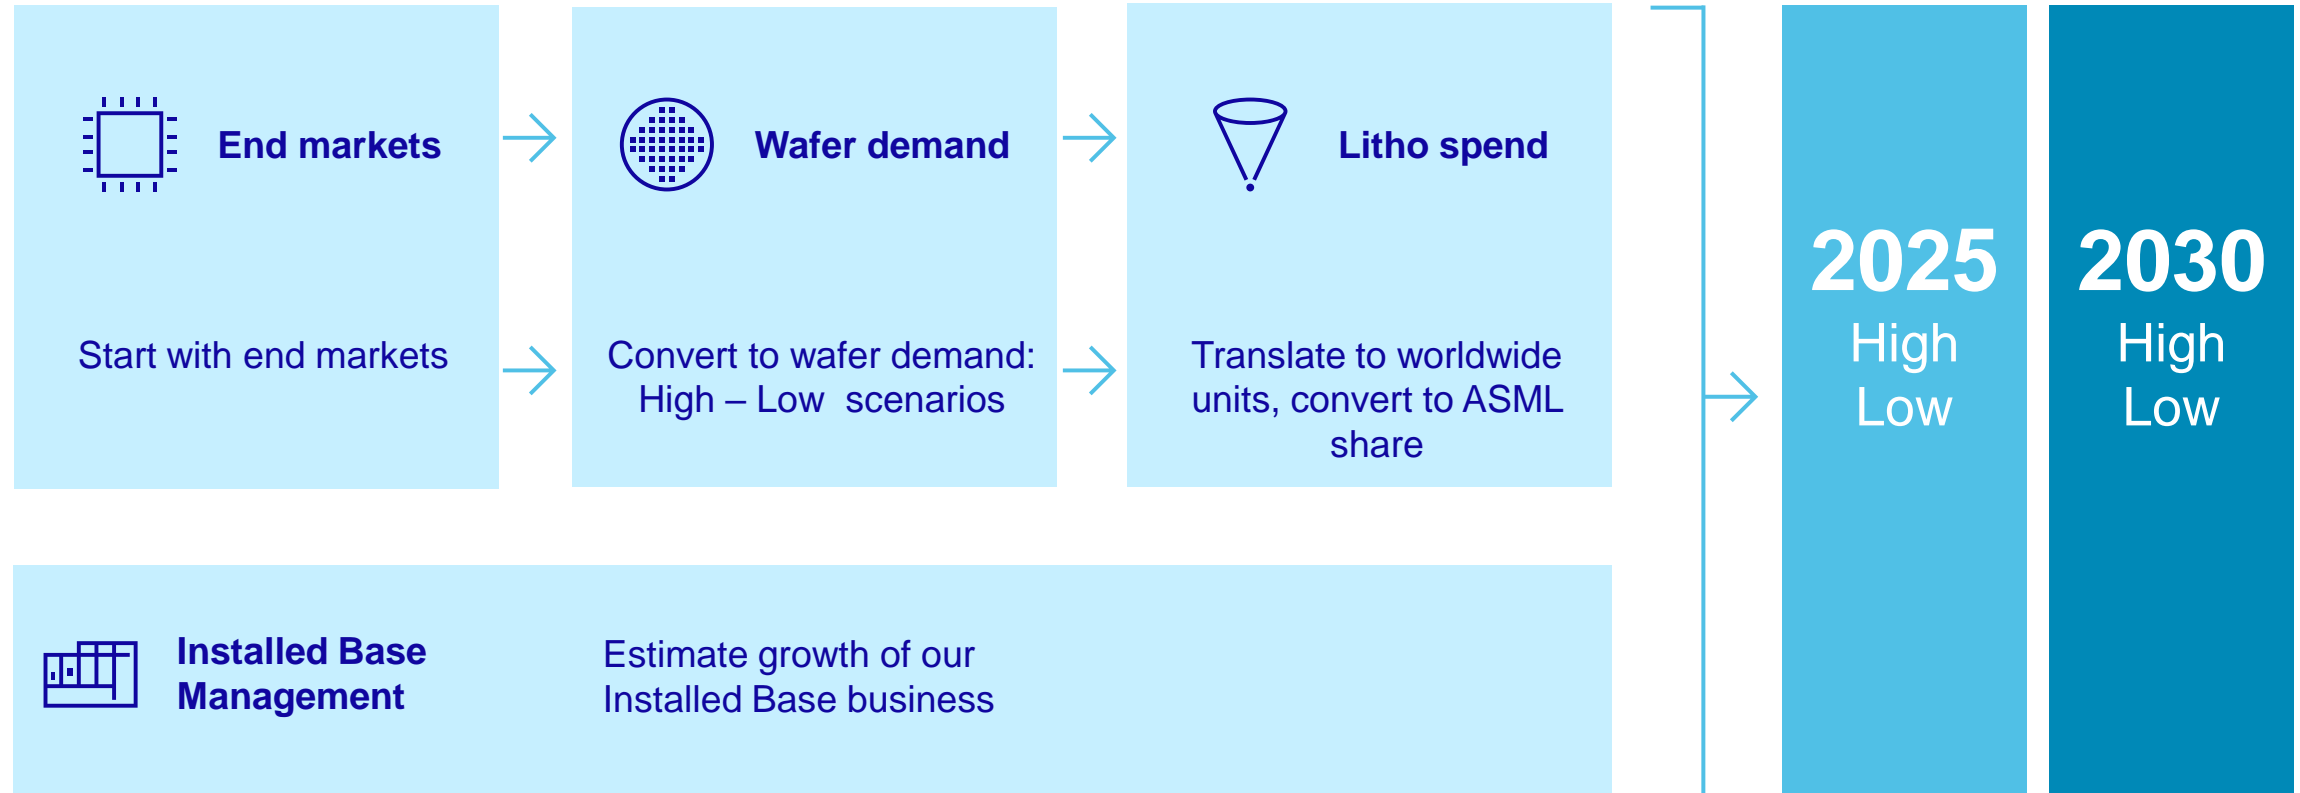 End markets
Start with end markets
Wafer demand
Convert to wafer demand:
High – Low scenarios
Litho spend
Translate to worldwide
units, convert to ASML
share
Installed Base
Management
Estimate growth of our
Installed Base business
2025
High
Low
2030
High
Low